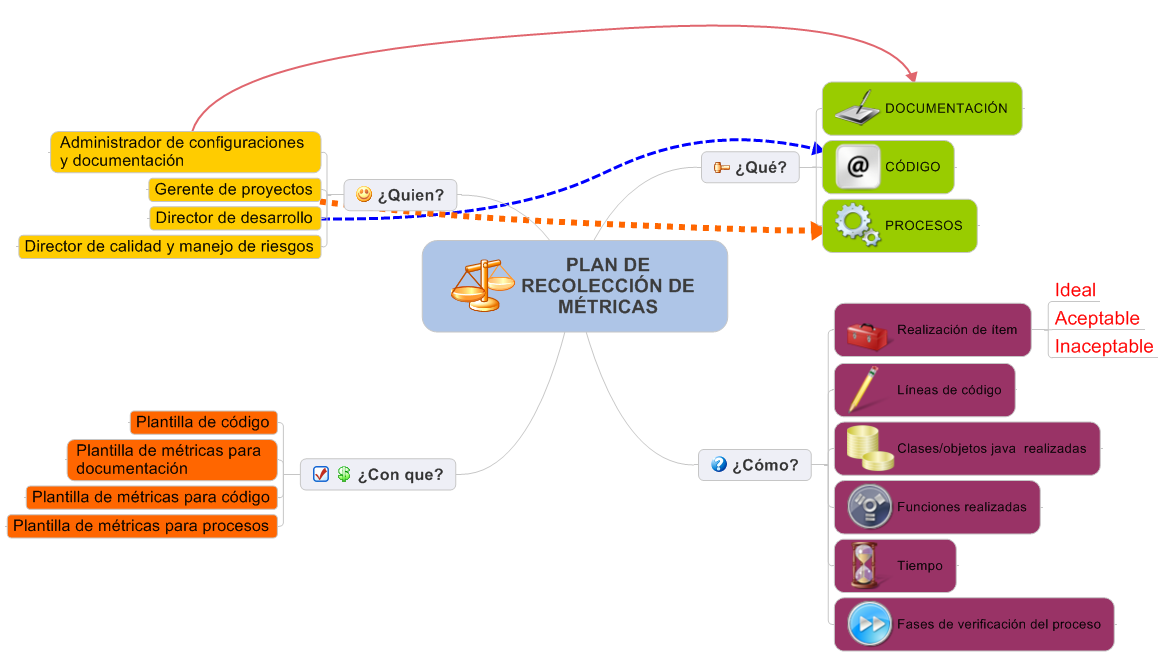 PLAN DE
RECOLECCIÓN DE
MÉTRICAS
¿Quien?
Administrador de configuraciones
y documentación
Gerente de proyectos
Director de desarrollo
Director de calidad y manejo de riesgos
¿Qué?
DOCUMENTACIÓN
@
CÓDIGO
PROCESOS
¿Con que?
Plantilla de código
Plantilla de métricas para
documentación
Plantilla de métricas para código
Plantilla de métricas para procesos
¿Cómo?
Realización de ítem
Ideal
Aceptable
Inaceptable
Líneas de código
Clases/objetos java realizadas
Funciones realizadas
Tiempo
Fases de verificación del proceso